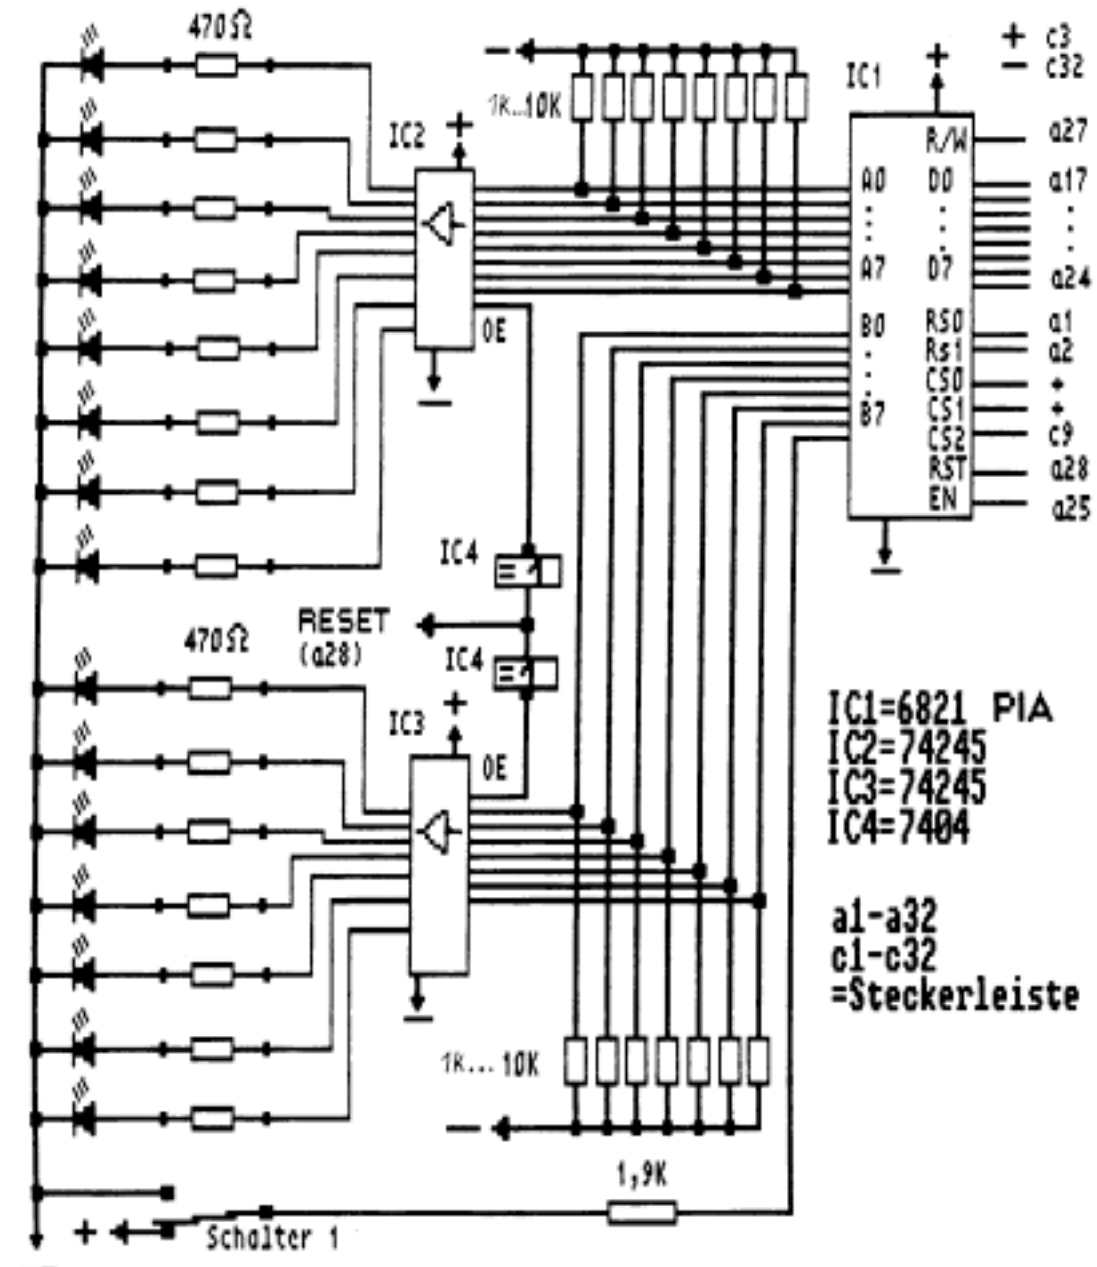 470Ω
+ c3
− c32
IC1
+
−
1K...10K
IC2
+
R/W
a27
A0
D0
a17
A7
D7
a24
OE
B0
RS0
a1
Rs1
a2
CS0
+
B7
CS1
+
CS2
c9
RST
a28
EN
a25
−
−
IC4
=
RESET
(a28)
IC4
=
470Ω
IC3
+
OE
IC1=6821 PIA
IC2=74245
IC3=74245
IC4=7404
a1-a32
c1-c32
=Steckerleiste
−
1K... 10K
−
1,9K
+
Schalter 1